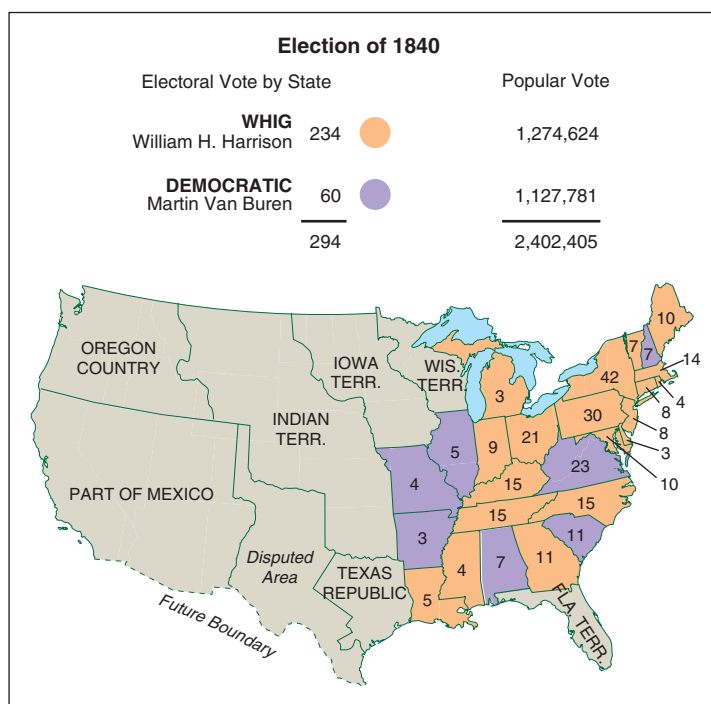 Election of 1840
Electoral Vote by State Popular Vote
WHIG
William H. Harrison 234 1,274,624
DEMOCRATIC
Martin Van Buren 60 1,127,781
294 2,402,405
OREGON
COUNTRY
IOWA
TERR.
WIS.
TERR.
INDIAN
TERR.
PART OF MEXICO
Disputed
Area
TEXAS
REPUBLIC
Future Boundary
FLA. TERR.
10
7
7
14
42
4
8
3
30
8
3
10
5
9
21
23
4
15
15
15
3
11
4
7
11
5